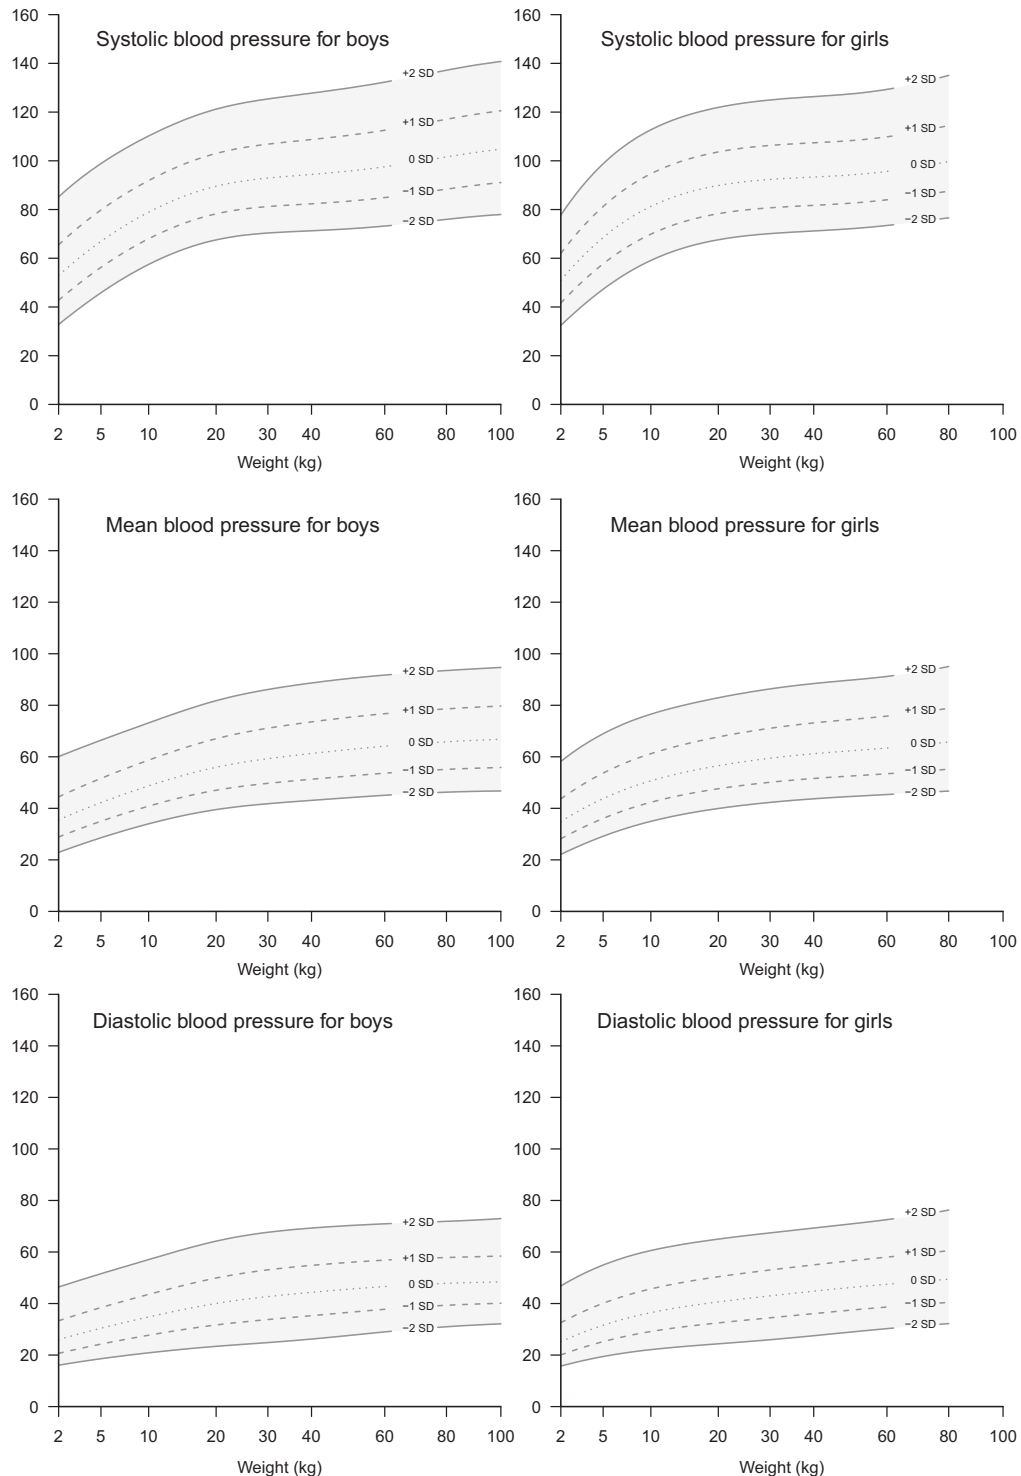 Systolic blood pressure for boys
160
140
120
100
80
60
40
20
0
+2 SD
+1 SD
0 SD
−1 SD
−2 SD
2 5 10 20 30 40 60 80 100
Weight (kg)
Systolic blood pressure for girls
160
140
120
100
80
60
40
20
0
+2 SD
+1 SD
0 SD
−1 SD
−2 SD
2 5 10 20 30 40 60 80 100
Weight (kg)
Mean blood pressure for boys
160
140
120
100
80
60
40
20
0
+2 SD
+1 SD
0 SD
−1 SD
−2 SD
2 5 10 20 30 40 60 80 100
Weight (kg)
Mean blood pressure for girls
160
140
120
100
80
60
40
20
0
+2 SD
+1 SD
0 SD
−1 SD
−2 SD
2 5 10 20 30 40 60 80 100
Weight (kg)
Diastolic blood pressure for boys
160
140
120
100
80
60
40
20
0
+2 SD
+1 SD
0 SD
−1 SD
−2 SD
2 5 10 20 30 40 60 80 100
Weight (kg)
Diastolic blood pressure for girls
160
140
120
100
80
60
40
20
0
+2 SD
+1 SD
0 SD
−1 SD
−2 SD
2 5 10 20 30 40 60 80 100
Weight (kg)